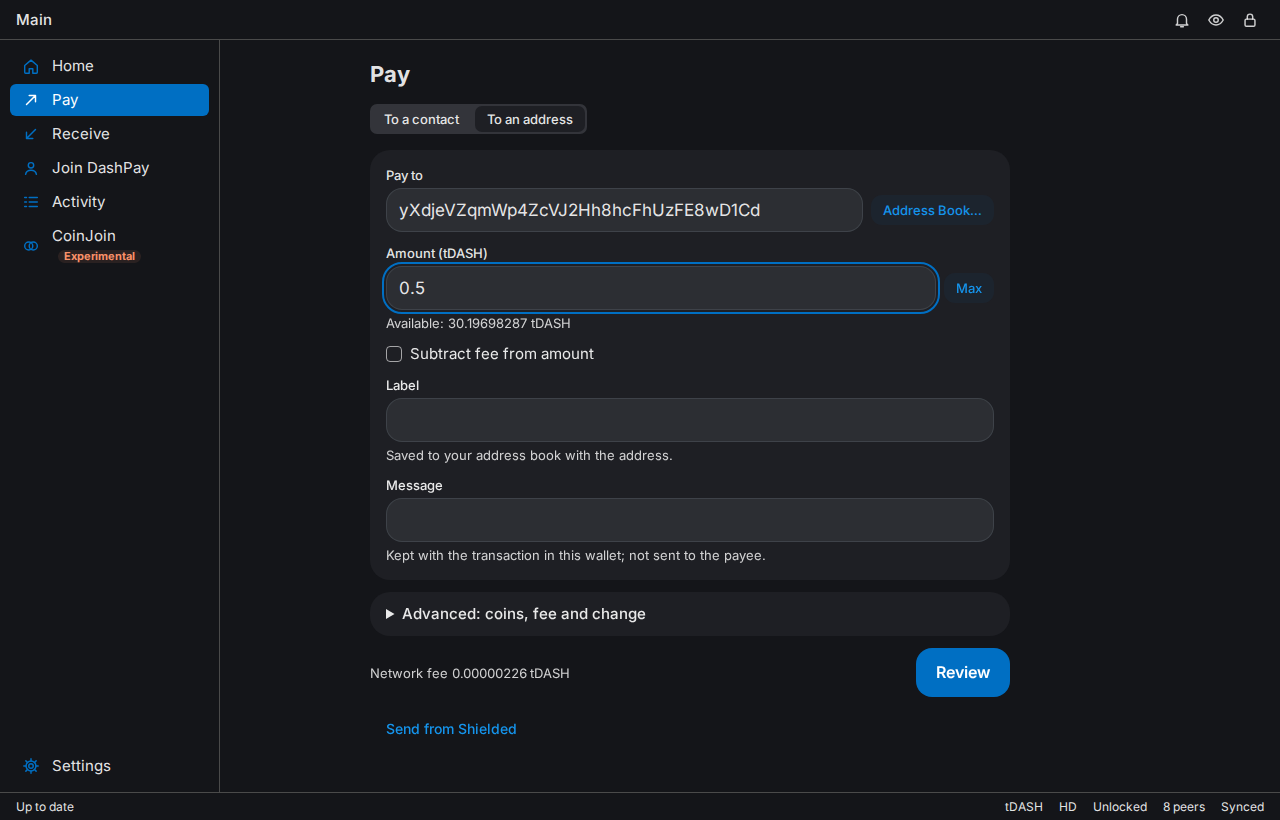 Main
Home
Pay
Receive
Join DashPay
Activity
CoinJoin
Experimental
Settings
Pay
To a contact
To an address
Pay to
yXdjeVZqmWp4ZcVJ2Hh8hcFhUzFE8wD1Cd
Address Book...
Amount (tDASH)
0.5
Max
Available: 30.19698287 tDASH
Subtract fee from amount
Label
Saved to your address book with the address.
Message
Kept with the transaction in this wallet; not sent to the payee.
Advanced: coins, fee and change
Network fee 0.00000226 tDASH
Review
Send from Shielded
Up to date
tDASH
HD
Unlocked
8 peers
Synced